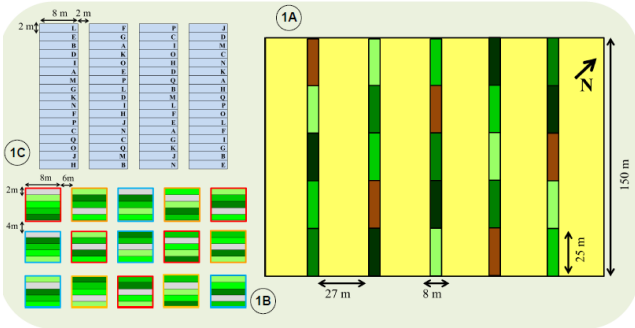 8 m 2 m
1A
2 m
L F P J
E G C D
B A I M
D K O C
I O H N
A E D K
M P Q A
G L B H
K D M Q
N I L P
F H F O
P J E L
C N A F
Q C G I
O Q K G
J M J B
H B N E
N
1C
8m 6m
2m
4m
150 m
25 m
27 m
8 m
1B